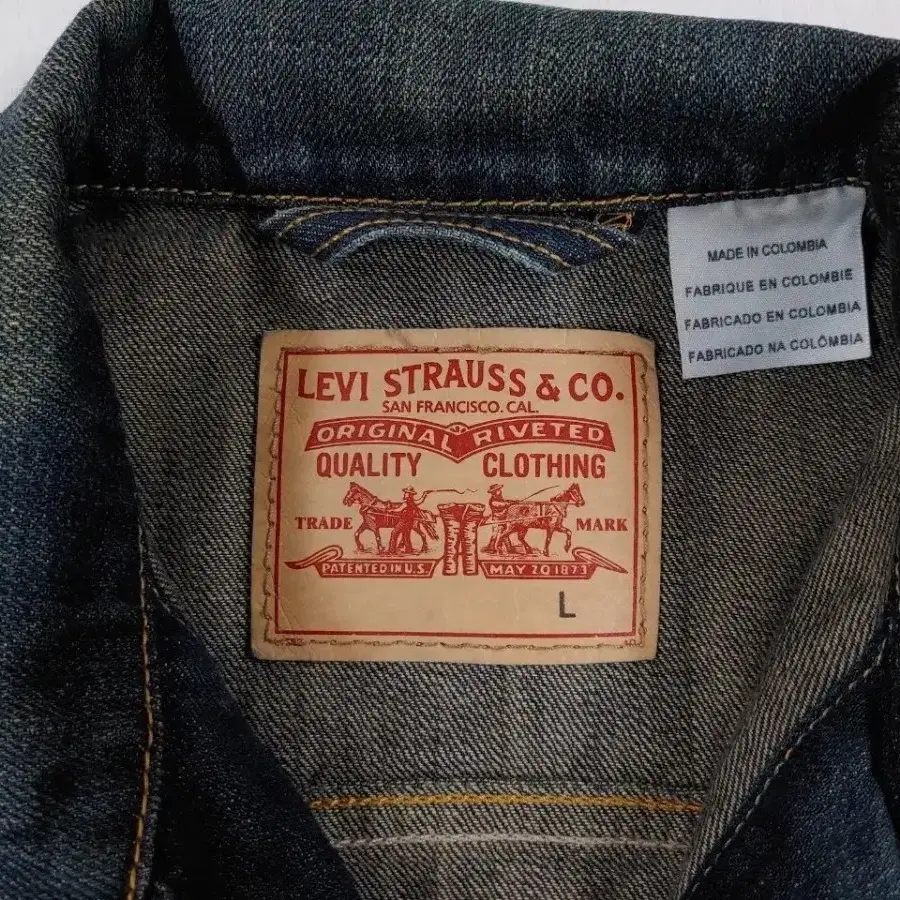 MADE IN COLOMBIA
FABRIQUE EN COLOMBIE
FABRICADO EN COLOMBIA
FABRICADO NA COLÔMBIA
LEVI STRAUSS & CO.
SAN FRANCISCO. CAL.
ORIGINAL RIVETED
QUALITY CLOTHING
TRADE MARK
PATENTED IN U.S. MAY 20 1873
L